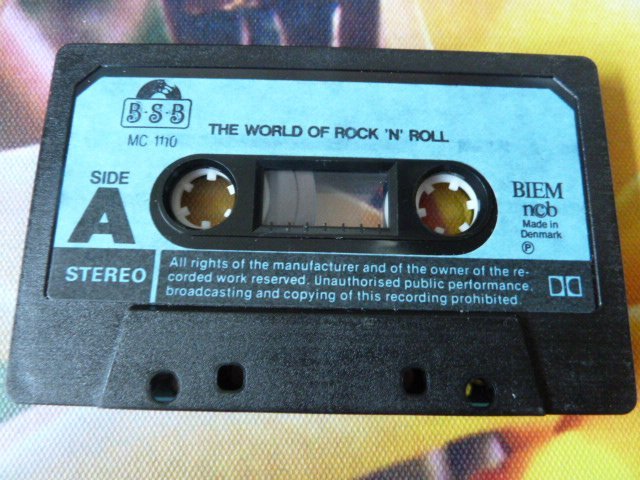 B-S-B
MC 1110
THE WORLD OF ROCK 'N' ROLL
SIDE
A
BIEM
ncb
Made in
Denmark
Ⓟ
STEREO
All rights of the manufacturer and of the owner of the re-
corded work reserved. Unauthorised public performance,
broadcasting and copying of this recording prohibited.